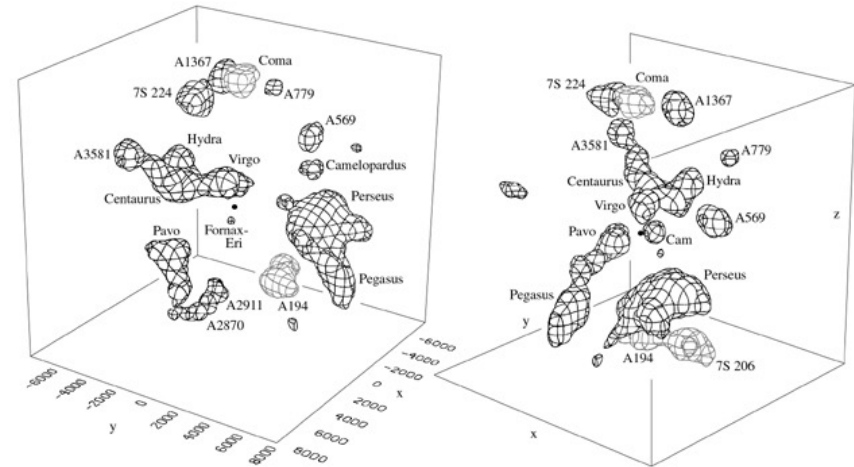 A1367
Coma
7S 224
A779
A569
Hydra
A3581
Virgo
Camelopardus
Centaurus
Perseus
Fornax-
Eri
Pavo
Pegasus
A2911
A194
A2870
-6000
-4000
-2000
0
2000
4000
6000
8000
y
-6000
-4000
-2000
0
2000
4000
6000
8000
x
7S 224
Coma
A1367
A3581
A779
Centaurus
Hydra
Virgo
z
A569
Pavo
Cam
Perseus
Pegasus
y
A194
7S 206
x